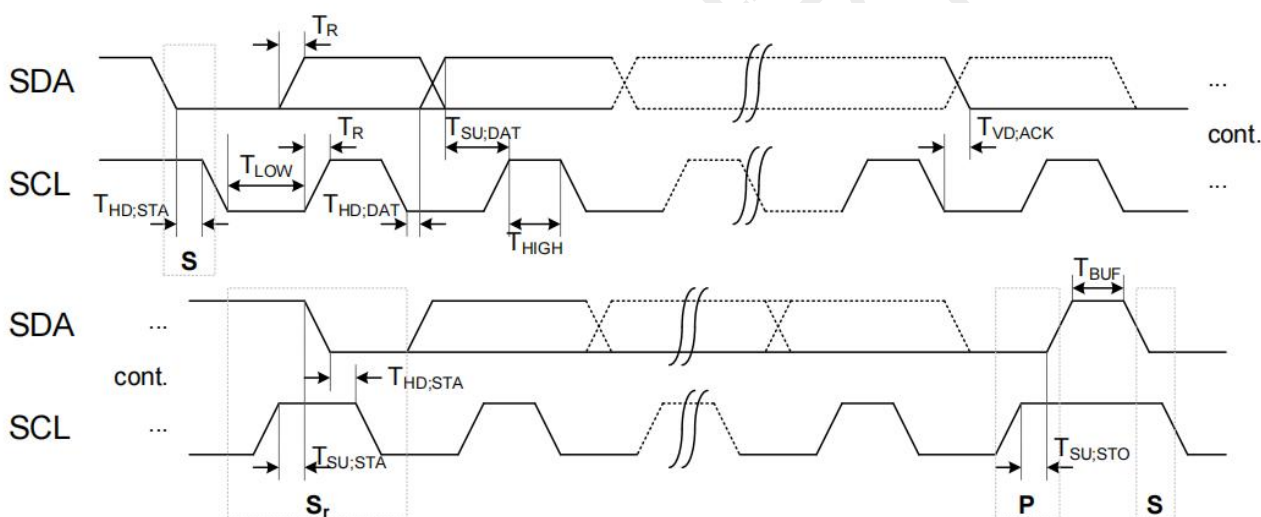 T_R
SDA
...
T_R
T_SU;DAT
T_VD;ACK
cont.
T_LOW
SCL
...
T_HD;STA
T_HD;DAT
T_HIGH
S
T_BUF
SDA
...
cont.
T_HD;STA
SCL
...
T_SU;STA
T_SU;STO
S_r
P
S